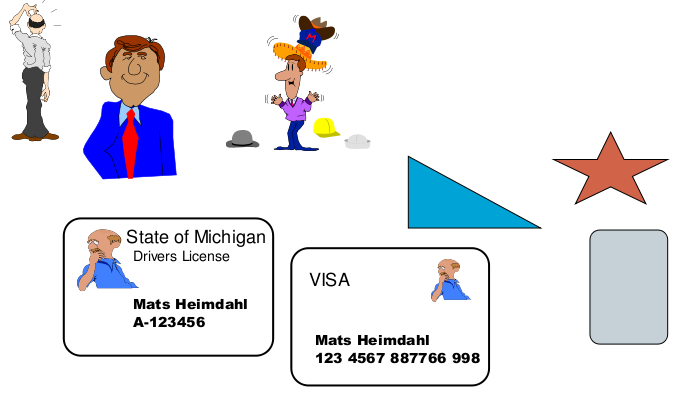 State of Michigan
Drivers License
Mats Heimdahl
A-123456
VISA
Mats Heimdahl
123 4567 887766 998